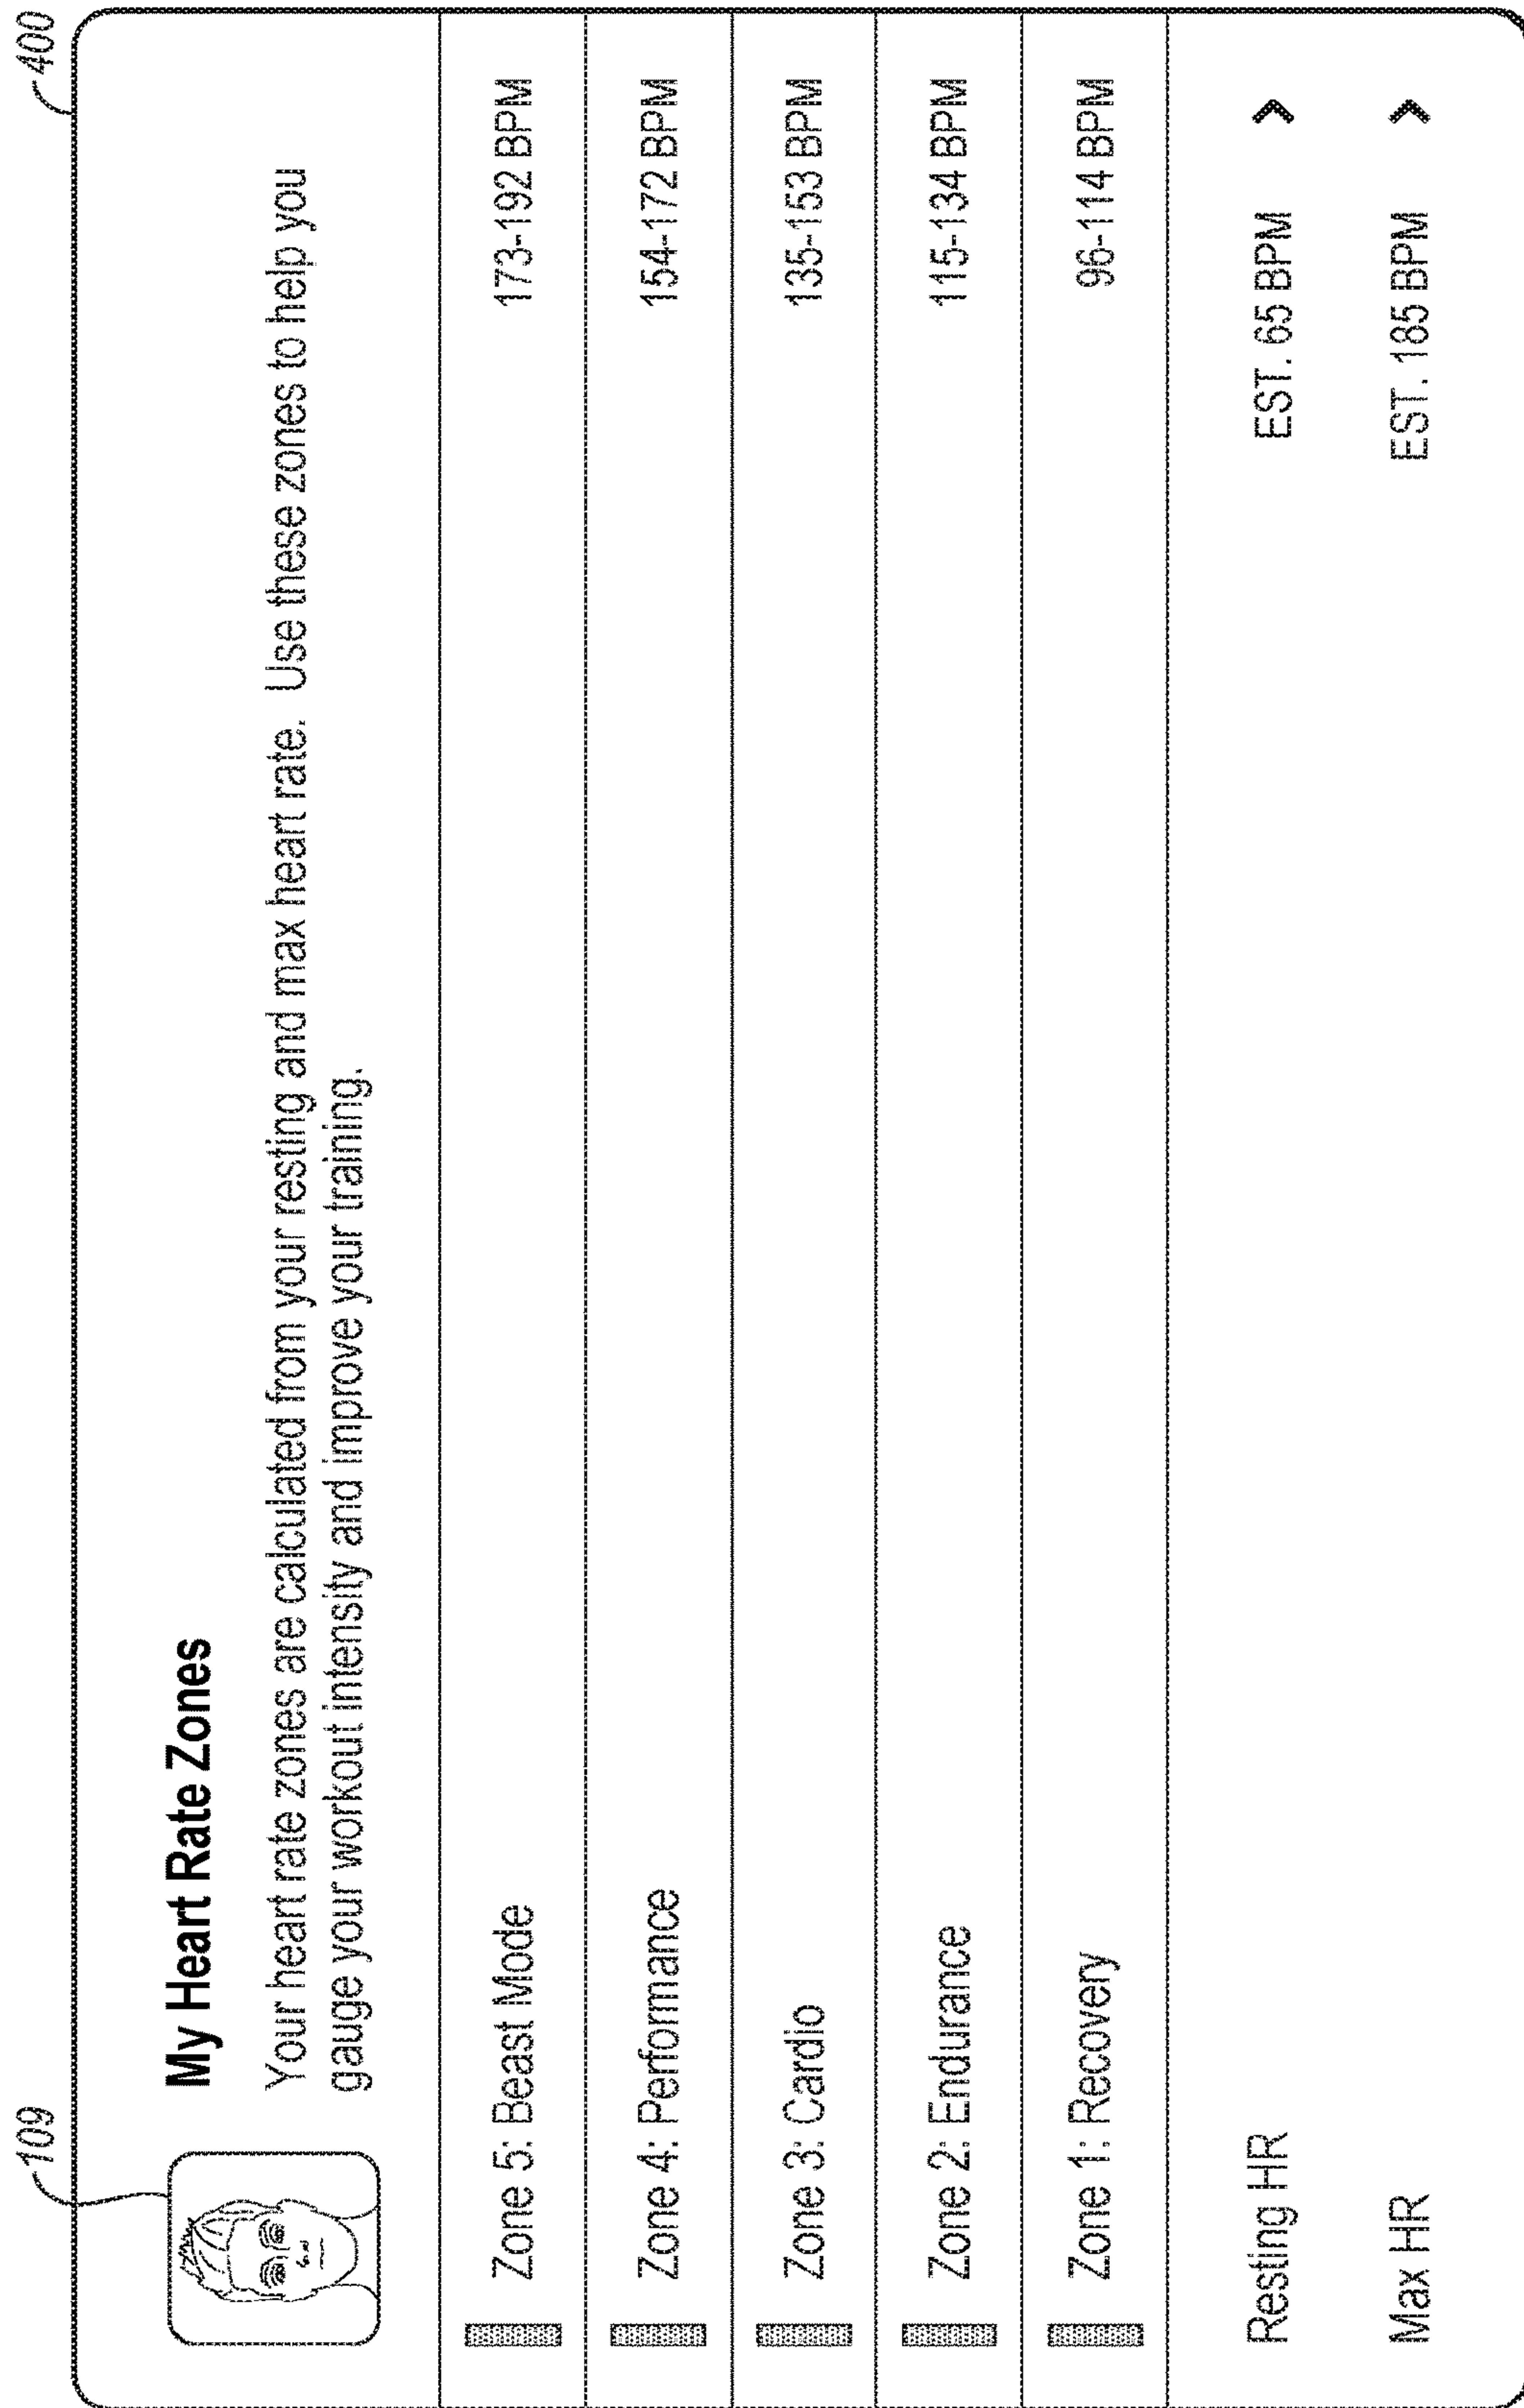 400
109
My Heart Rate Zones
Your heart rate zones are calculated from your resting and max heart rate. Use these zones to help you
gauge your workout intensity and improve your training.
Zone 5: Beast Mode 173-192 BPM
Zone 4: Performance 154-172 BPM
Zone 3: Cardio 135-153 BPM
Zone 2: Endurance 115-134 BPM
Zone 1: Recovery 96-114 BPM
Resting HR EST. 65 BPM >
Max HR EST. 185 BPM >